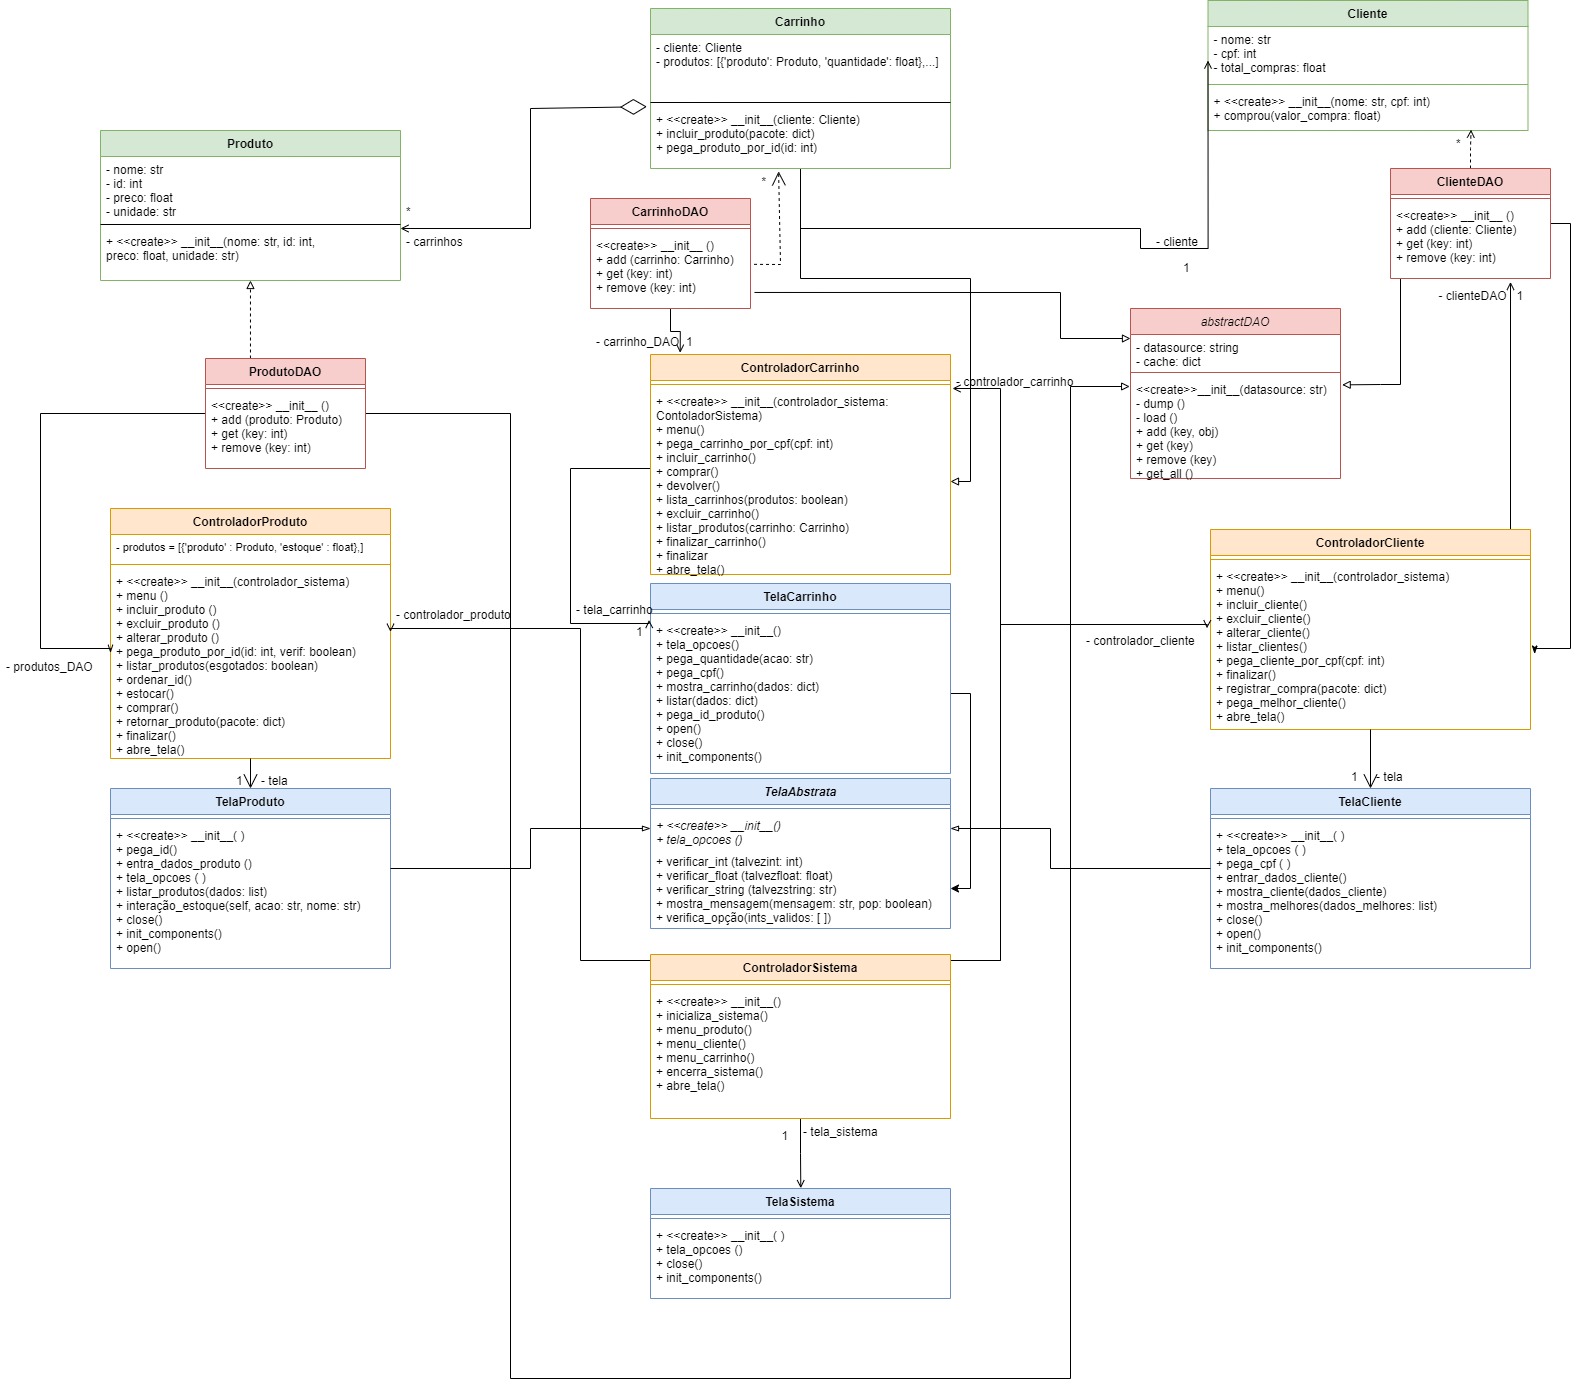 Carrinho
- cliente: Cliente
- produtos: [{'produto': Produto, 'quantidade': float},...]
+ <<create>> __init__(cliente: Cliente)
+ incluir_produto(pacote: dict)
+ pega_produto_por_id(id: int)
Cliente
- nome: str
- cpf: int
- total_compras: float
+ <<create>> __init__(nome: str, cpf: int)
+ comprou(valor_compra: float)
Produto
- nome: str
- id: int
- preco: float
- unidade: str
+ <<create>> __init__(nome: str, id: int,
preco: float, unidade: str)
*
- carrinhos
*
CarrinhoDAO
<<create>> __init__ ()
+ add (carrinho: Carrinho)
+ get (key: int)
+ remove (key: int)
- cliente
1
*
ClienteDAO
<<create>> __init__ ()
+ add (cliente: Cliente)
+ get (key: int)
+ remove (key: int)
- clienteDAO
1
abstractDAO
- datasource: string
- cache: dict
<<create>>__init__(datasource: str)
- dump ()
- load ()
+ add (key, obj)
+ get (key)
+ remove (key)
+ get_all ()
- carrinho_DAO
1
ProdutoDAO
<<create>> __init__ ()
+ add (produto: Produto)
+ get (key: int)
+ remove (key: int)
ControladorCarrinho
+ <<create>> __init__(controlador_sistema:
ContoladorSistema)
+ menu()
+ pega_carrinho_por_cpf(cpf: int)
+ incluir_carrinho()
+ comprar()
+ devolver()
+ lista_carrinhos(produtos: boolean)
+ excluir_carrinho()
+ listar_produtos(carrinho: Carrinho)
+ finalizar_carrinho()
+ finalizar
+ abre_tela()
- controlador_carrinho
ControladorProduto
- produtos = [{'produto' : Produto, 'estoque' : float},]
+ <<create>> __init__(controlador_sistema)
+ menu ()
+ incluir_produto ()
+ excluir_produto ()
+ alterar_produto ()
+ pega_produto_por_id(id: int, verif: boolean)
+ listar_produtos(esgotados: boolean)
+ ordenar_id()
+ estocar()
+ comprar()
+ retornar_produto(pacote: dict)
+ finalizar()
+ abre_tela()
- produtos_DAO
- controlador_produto
- tela_carrinho
1
TelaCarrinho
+ <<create>> __init__()
+ tela_opcoes()
+ pega_quantidade(acao: str)
+ pega_cpf()
+ mostra_carrinho(dados: dict)
+ listar(dados: dict)
+ pega_id_produto()
+ open()
+ close()
+ init_components()
- controlador_cliente
ControladorCliente
+ <<create>> __init__(controlador_sistema)
+ menu()
+ incluir_cliente()
+ excluir_cliente()
+ alterar_cliente()
+ listar_clientes()
+ pega_cliente_por_cpf(cpf: int)
+ finalizar()
+ registrar_compra(pacote: dict)
+ pega_melhor_cliente()
+ abre_tela()
1
- tela
TelaProduto
+ <<create>> __init__( )
+ pega_id()
+ entra_dados_produto ()
+ tela_opcoes ( )
+ listar_produtos(dados: list)
+ interação_estoque(self, acao: str, nome: str)
+ close()
+ init_components()
+ open()
TelaAbstrata
+ <<create>> __init__()
+ tela_opcoes ()
+ verificar_int (talvezint: int)
+ verificar_float (talvezfloat: float)
+ verificar_string (talvezstring: str)
+ mostra_mensagem(mensagem: str, pop: boolean)
+ verifica_opção(ints_validos: [ ])
1
- tela
TelaCliente
+ <<create>> __init__( )
+ tela_opcoes ( )
+ pega_cpf ( )
+ entrar_dados_cliente()
+ mostra_cliente(dados_cliente)
+ mostra_melhores(dados_melhores: list)
+ close()
+ open()
+ init_components()
ControladorSistema
+ <<create>> __init__()
+ inicializa_sistema()
+ menu_produto()
+ menu_cliente()
+ menu_carrinho()
+ encerra_sistema()
+ abre_tela()
1
- tela_sistema
TelaSistema
+ <<create>> __init__( )
+ tela_opcoes ()
+ close()
+ init_components()